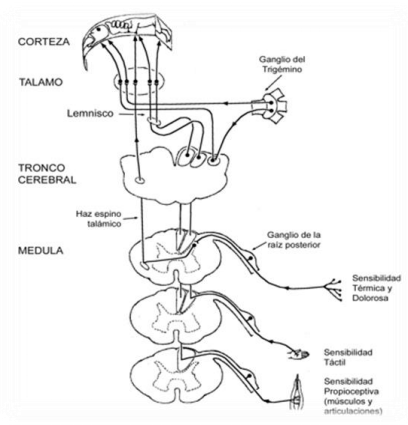 CORTEZA
Ganglio del
Trigémino
TALAMO
Lemnisco
TRONCO
CEREBRAL
Haz espino
talámico
Ganglio de la
raíz posterior
MEDULA
Sensibilidad
Térmica y
Dolorosa
Sensibilidad
Táctil
Sensibilidad
Propioceptiva
(músculos y
articulaciones)